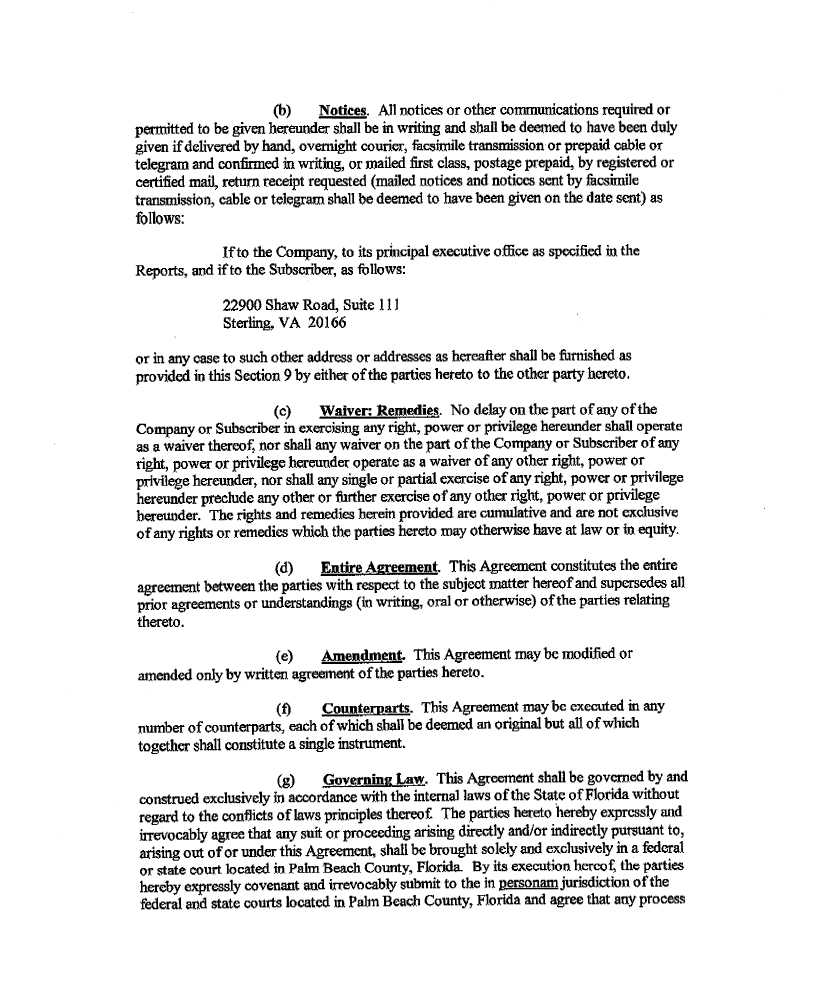 (b) Notices. All notices or other communications required or
permitted to be given hereunder shall be in writing and shall be deemed to have been duly
given if delivered by hand, overnight courier, facsimile transmission or prepaid cable or
telegram and confirmed in writing, or mailed first class, postage prepaid, by registered or
certified mail, return receipt requested (mailed notices and notices sent by facsimile
transmission, cable or telegram shall be deemed to have been given on the date sent) as
follows:
If to the Company, to its principal executive office as specified in the
Reports, and if to the Subscriber, as follows:
22900 Shaw Road, Suite 111
Sterling, VA 20166
or in any case to such other address or addresses as hereafter shall be furnished as
provided in this Section 9 by either of the parties hereto to the other party hereto.
(c) Waiver: Remedies. No delay on the part of any of the
Company or Subscriber in exercising any right, power or privilege hereunder shall operate
as a waiver thereof, nor shall any waiver on the part of the Company or Subscriber of any
right, power or privilege hereunder operate as a waiver of any other right, power or
privilege hereunder, nor shall any single or partial exercise of any right, power or privilege
hereunder preclude any other or further exercise of any other right, power or privilege
hereunder. The rights and remedies herein provided are cumulative and are not exclusive
of any rights or remedies which the parties hereto may otherwise have at law or in equity.
(d) Entire Agreement. This Agreement constitutes the entire
agreement between the parties with respect to the subject matter hereof and supersedes all
prior agreements or understandings (in writing, oral or otherwise) of the parties relating
thereto.
(e) Amendment. This Agreement may be modified or
amended only by written agreement of the parties hereto.
(f) Counterparts. This Agreement may be executed in any
number of counterparts, each of which shall be deemed an original but all of which
together shall constitute a single instrument.
(g) Governing Law. This Agreement shall be governed by and
construed exclusively in accordance with the internal laws of the State of Florida without
regard to the conflicts of laws principles thereof. The parties hereto hereby expressly and
irrevocably agree that any suit or proceeding arising directly and/or indirectly pursuant to,
arising out of or under this Agreement, shall be brought solely and exclusively in a federal
or state court located in Palm Beach County, Florida. By its execution hereof, the parties
hereby expressly covenant and irrevocably submit to the in personam jurisdiction of the
federal and state courts located in Palm Beach County, Florida and agree that any process